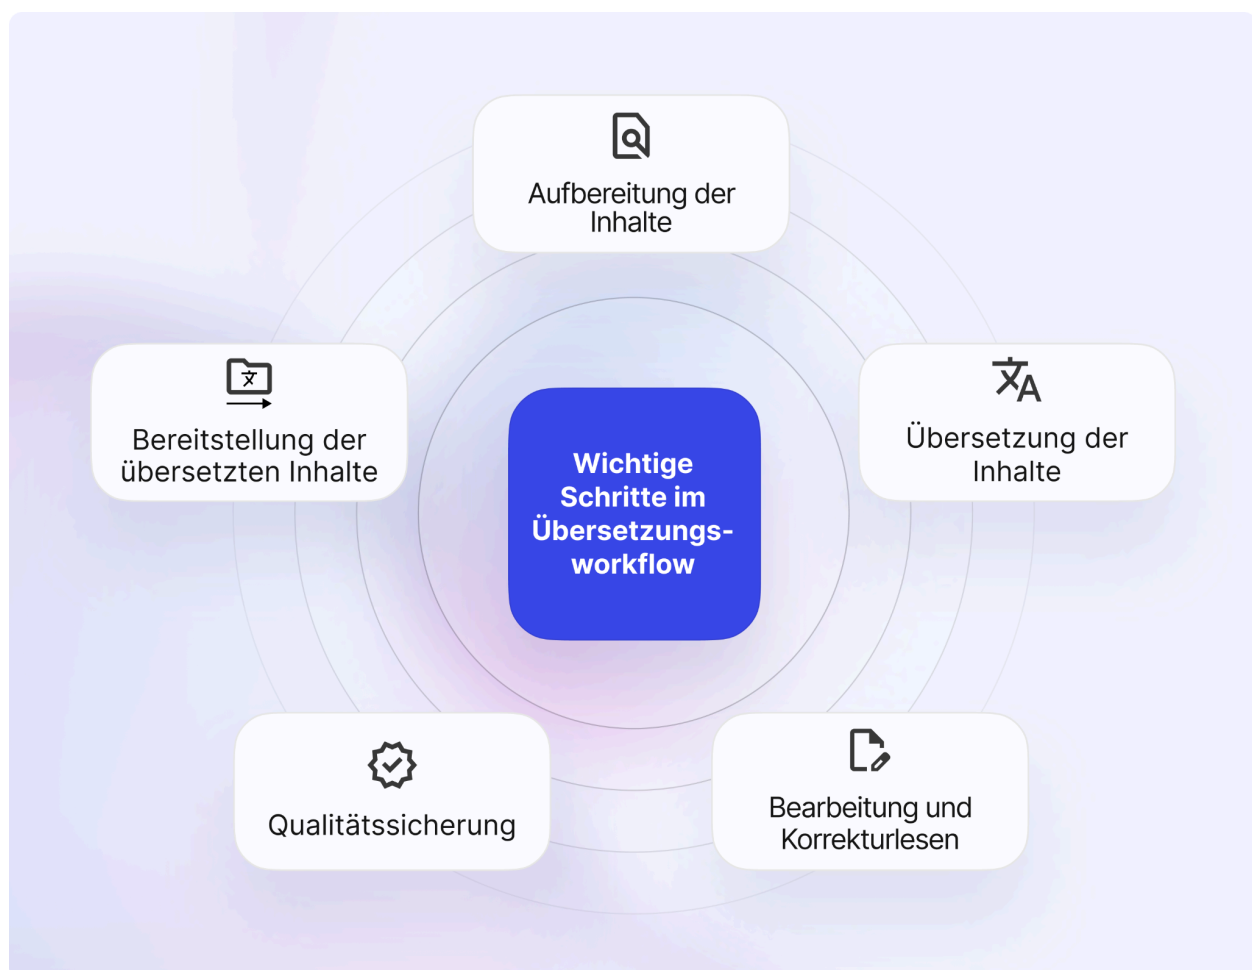 Aufbereitung der
Inhalte
Bereitstellung der
übersetzten Inhalte
Übersetzung der
Inhalte
Wichtige
Schritte im
Übersetzungs-
workflow
Qualitätssicherung
Bearbeitung und
Korrekturlesen